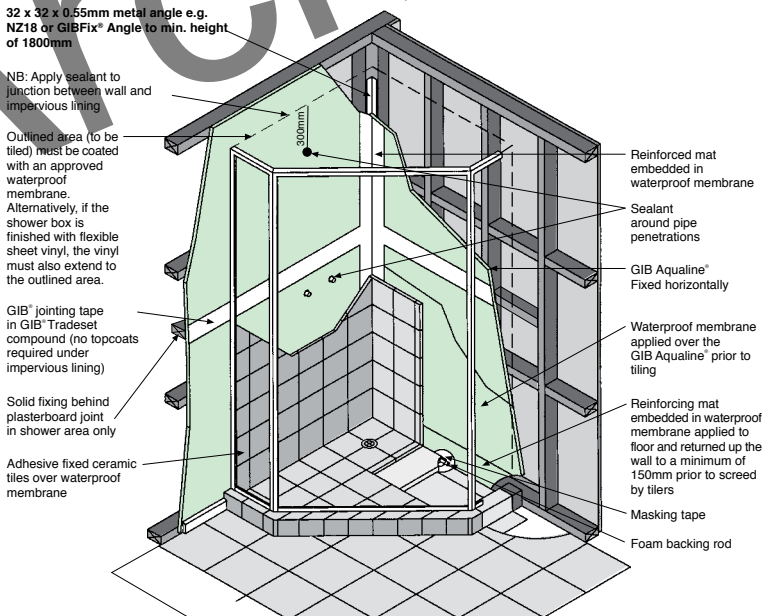 32 x 32 x 0.55mm metal angle e.g.
NZ18 or GIBFix® Angle to min. height
of 1800mm
NB: Apply sealant to
junction between wall and
impervious lining
Outlined area (to be
tiled) must be coated
with an approved
waterproof
membrane.
Alternatively, if the
shower box is
finished with flexible
sheet vinyl, the vinyl
must also extend to
the outlined area.
GIB® jointing tape
in GIB® Tradeset
compound (no topcoats
required under
impervious lining)
Solid fixing behind
plasterboard joint
in shower area only
Adhesive fixed ceramic
tiles over waterproof
membrane
300mm
Reinforced mat
embedded in
waterproof membrane
Sealant
around pipe
penetrations
GIB Aqualine®
Fixed horizontally
Waterproof membrane
applied over the
GIB Aqualine® prior to
tiling
Reinforcing mat
embedded in waterproof
membrane applied to
floor and returned up the
wall to a minimum of
150mm prior to screed
by tilers
Masking tape
Foam backing rod